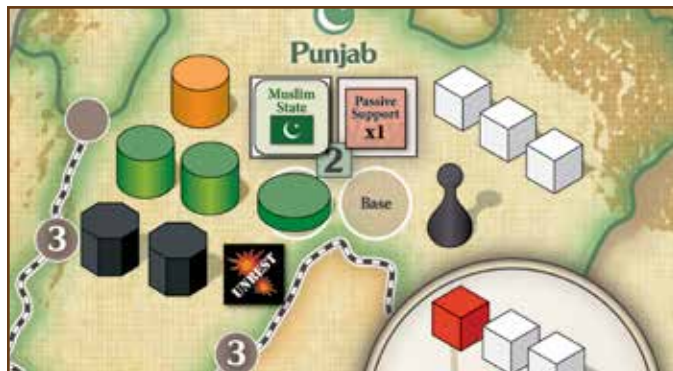 Punjab
Muslim
State
Passive
Support
x1
2
Base
3
UNREST
3